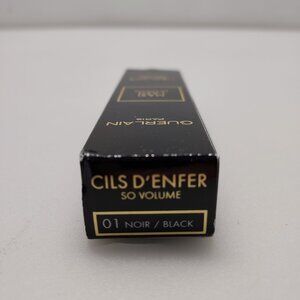 GUERLAIN
PARIS
CILS D'ENFER
SO VOLUME
01 NOIR / BLACK